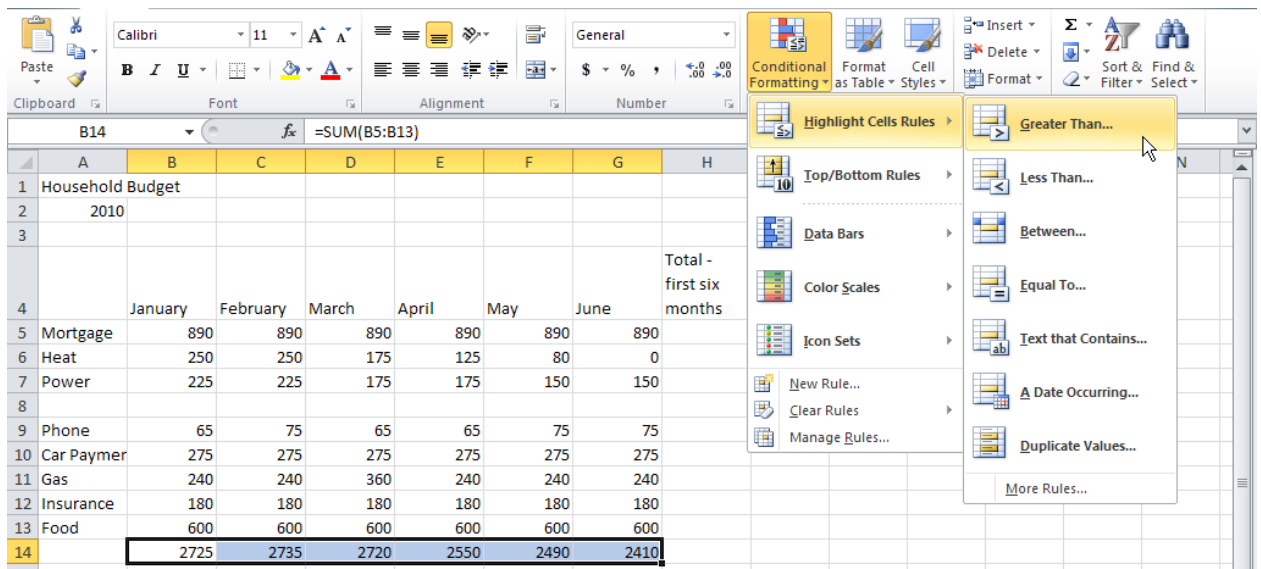 Calibri 11 A A General Insert Σ
Paste Conditional Formatting Format as Table Cell Styles Delete Sort & Filter Find & Select
B I U A $ % , .0 .00 .00 .0 Format
Clipboard Font Alignment Number
B14 fx =SUM(B5:B13)
A B C D E F G H N
1 Household Budget
2 2010
3
4 January February March April May June Total - first six months
5 Mortgage 890 890 890 890 890 890
6 Heat 250 250 175 125 80 0
7 Power 225 225 175 175 150 150
8
9 Phone 65 75 65 65 75 75
10 Car Paymer 275 275 275 275 275 275
11 Gas 240 240 360 240 240 240
12 Insurance 180 180 180 180 180 180
13 Food 600 600 600 600 600 600
14 2725 2735 2720 2550 2490 2410
Highlight Cells Rules
Top/Bottom Rules
Data Bars
Color Scales
Icon Sets
New Rule...
Clear Rules
Manage Rules...
Greater Than...
Less Than...
Between...
Equal To...
Text that Contains...
A Date Occurring...
Duplicate Values...
More Rules...